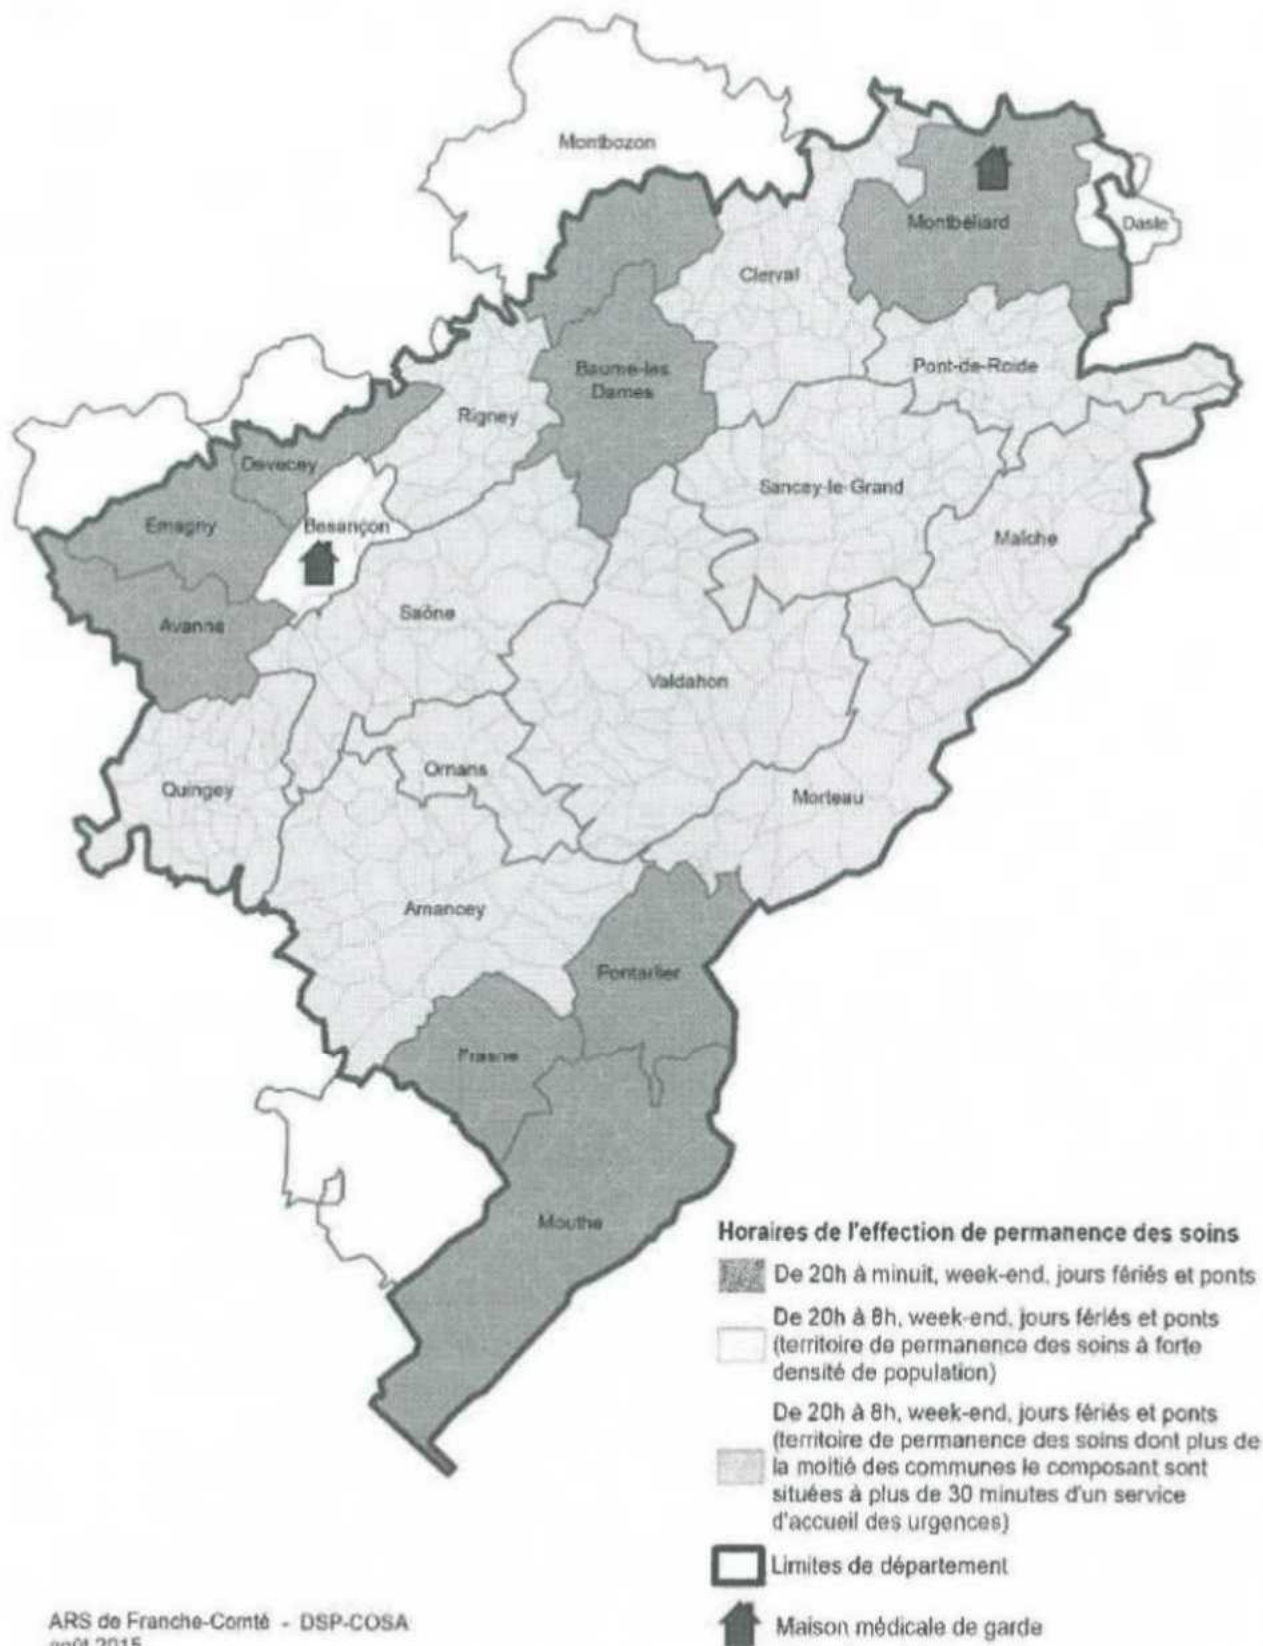 Montbozon
Montbéliard
Dasle
Clerval
Pont-de-Roide
Baume-les
Dames
Rigney
Devecey
Sancey-le-Grand
Emagny
Besançon
Maîche
Saône
Avanne
Valdahon
Ornans
Quingey
Morteau
Amancey
Pontarlier
Frasne
Mouthe
Horaires de l'effection de permanence des soins
De 20h à minuit, week-end, jours fériés et ponts
De 20h à 8h, week-end, jours fériés et ponts
(territoire de permanence des soins à forte
densité de population)
De 20h à 8h, week-end, jours fériés et ponts
(territoire de permanence des soins dont plus de
la moitié des communes le composant sont
situées à plus de 30 minutes d'un service
d'accueil des urgences)
Limites de département
Maison médicale de garde
ARS de Franche-Comté - DSP-COSA
août 2015